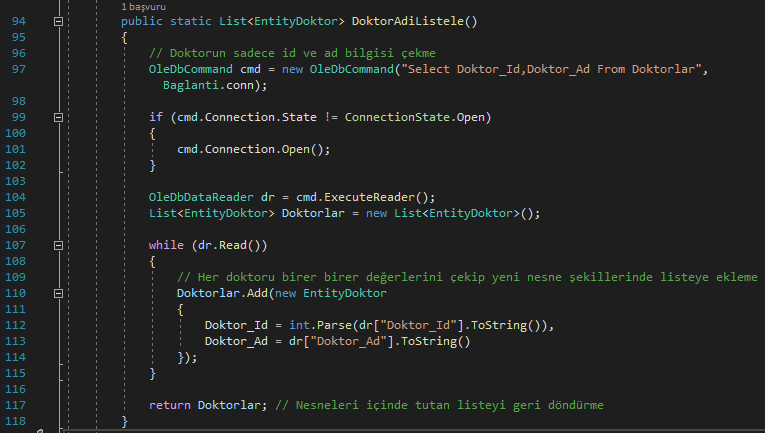 1 başvuru
94 public static List<EntityDoktor> DoktorAdiListele()
95 {
96 // Doktorun sadece id ve ad bilgisi çekme
97 OleDbCommand cmd = new OleDbCommand("Select Doktor_Id,Doktor_Ad From Doktorlar",
Baglanti.conn);
98
99 if (cmd.Connection.State != ConnectionState.Open)
100 {
101 cmd.Connection.Open();
102 }
103
104 OleDbDataReader dr = cmd.ExecuteReader();
105 List<EntityDoktor> Doktorlar = new List<EntityDoktor>();
106
107 while (dr.Read())
108 {
109 // Her doktoru birer birer değerlerini çekip yeni nesne şekillerinde listeye ekleme
110 Doktorlar.Add(new EntityDoktor
111 {
112 Doktor_Id = int.Parse(dr["Doktor_Id"].ToString()),
113 Doktor_Ad = dr["Doktor_Ad"].ToString()
114 });
115 }
116
117 return Doktorlar; // Nesneleri içinde tutan listeyi geri döndürme
118 }